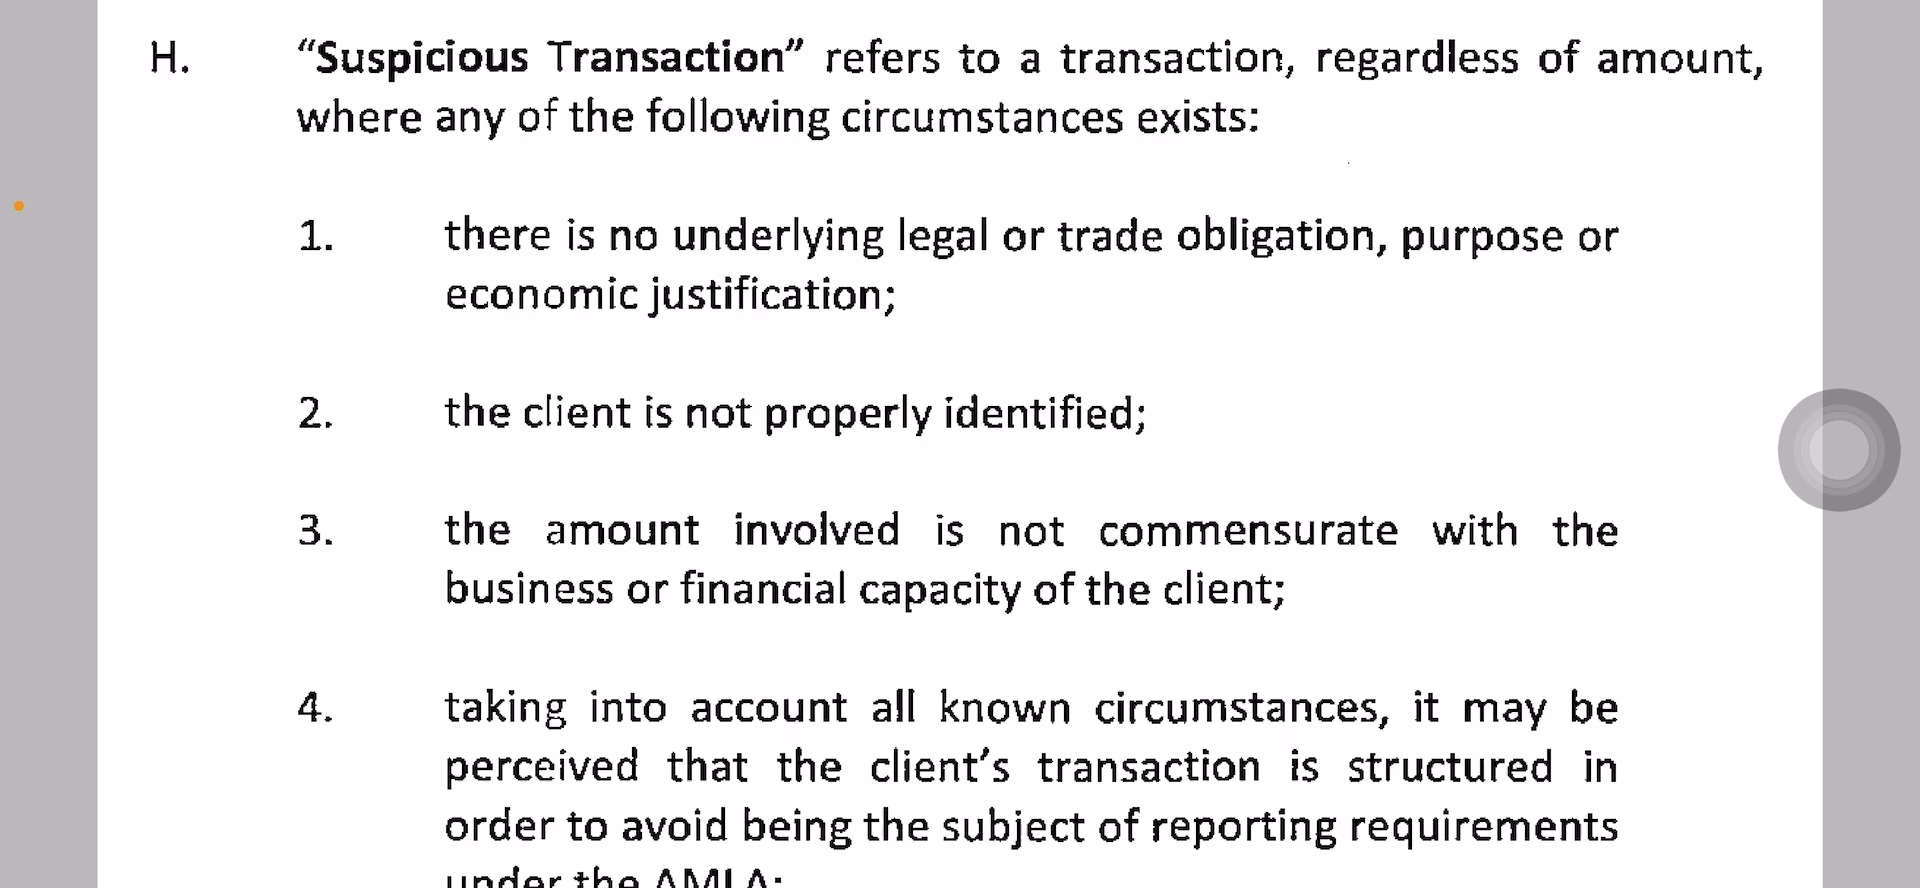 H. “Suspicious Transaction” refers to a transaction, regardless of amount,
where any of the following circumstances exists:
1. there is no underlying legal or trade obligation, purpose or
economic justification;
2. the client is not properly identified;
3. the amount involved is not commensurate with the
business or financial capacity of the client;
4. taking into account all known circumstances, it may be
perceived that the client’s transaction is structured in
order to avoid being the subject of reporting requirements
under the AMLA;